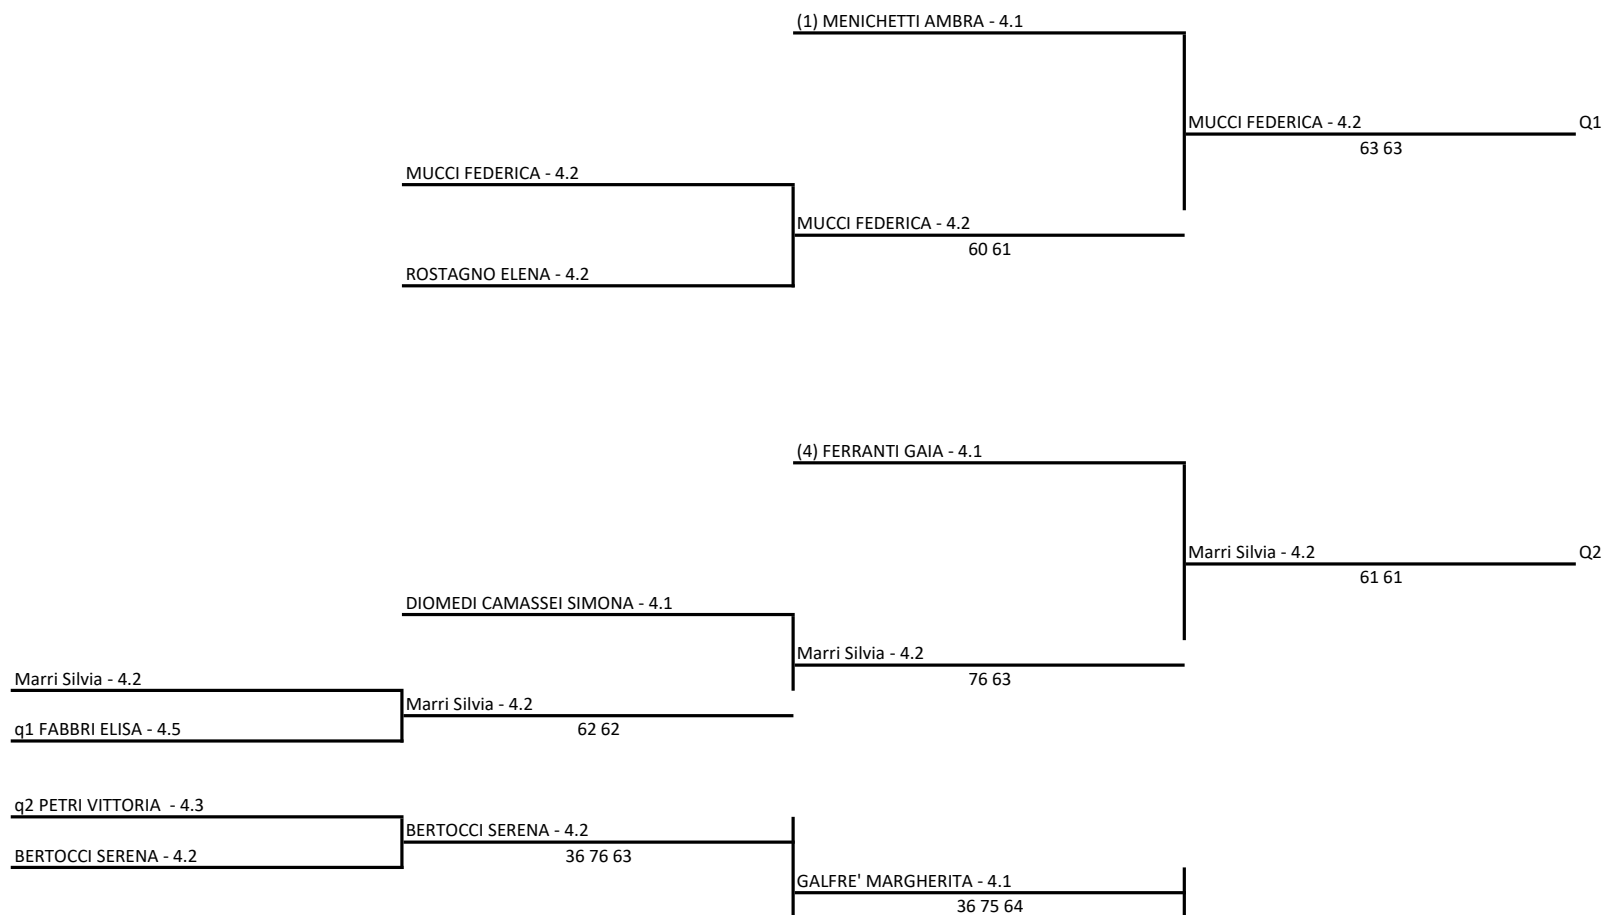 (1) MENICHETTI AMBRA - 4.1
MUCCI FEDERICA - 4.2 Q1
63 63
MUCCI FEDERICA - 4.2
MUCCI FEDERICA - 4.2
60 61
ROSTAGNO ELENA - 4.2
(4) FERRANTI GAIA - 4.1
Marri Silvia - 4.2 Q2
61 61
DIOMEDI CAMASSEI SIMONA - 4.1
Marri Silvia - 4.2
76 63
Marri Silvia - 4.2
Marri Silvia - 4.2
62 62
q1 FABBRI ELISA - 4.5
q2 PETRI VITTORIA - 4.3
BERTOCCI SERENA - 4.2
36 76 63
BERTOCCI SERENA - 4.2
GALFRE' MARGHERITA - 4.1
36 75 64